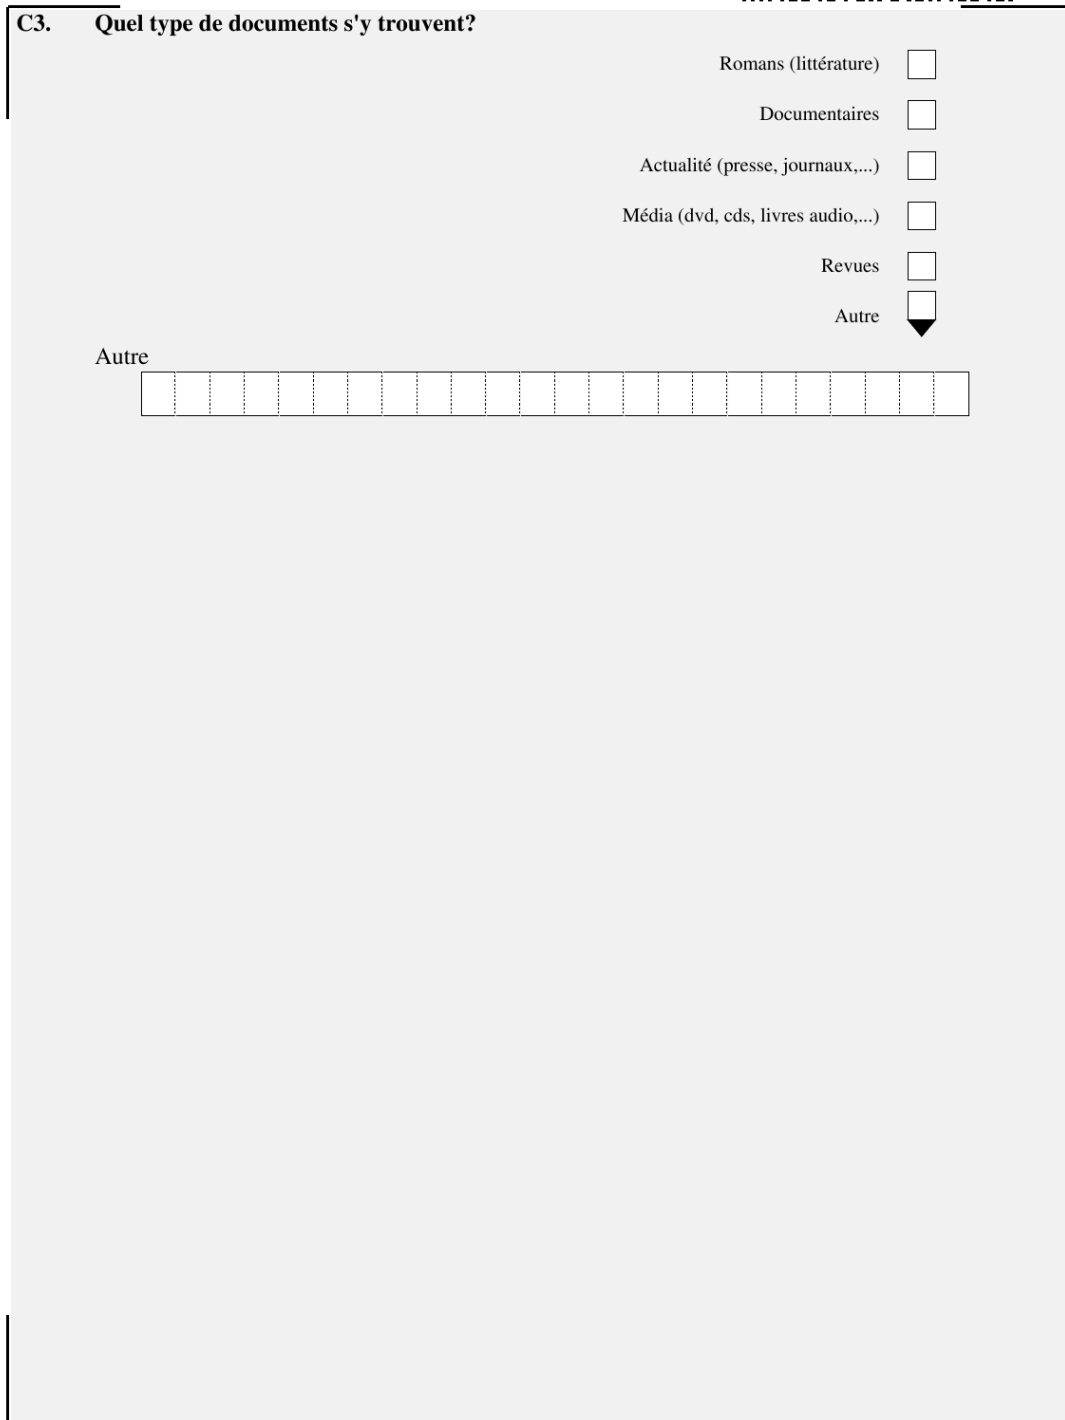 C3. Quel type de documents s'y trouvent?
Romans (littérature)
Documentaires
Actualité (presse, journaux,...)
Média (dvd, cds, livres audio,...)
Revues
Autre
Autre